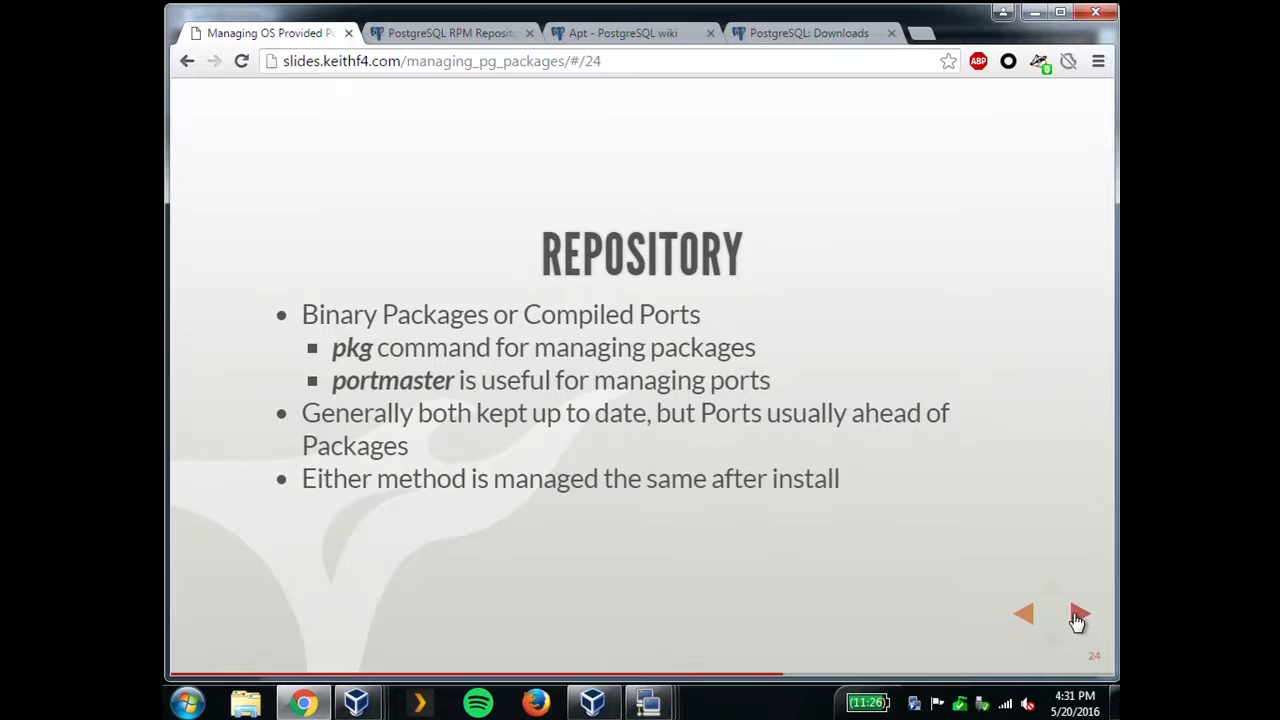 Managing OS Provided Po
PostgreSQL RPM Reposito
Apt - PostgreSQL wiki
PostgreSQL: Downloads
slides.keithf4.com/managing_pg_packages/#/24
ABP
REPOSITORY
Binary Packages or Compiled Ports
pkg command for managing packages
portmaster is useful for managing ports
Generally both kept up to date, but Ports usually ahead of
Packages
Either method is managed the same after install
24
(11:26)
4:31 PM
5/20/2016